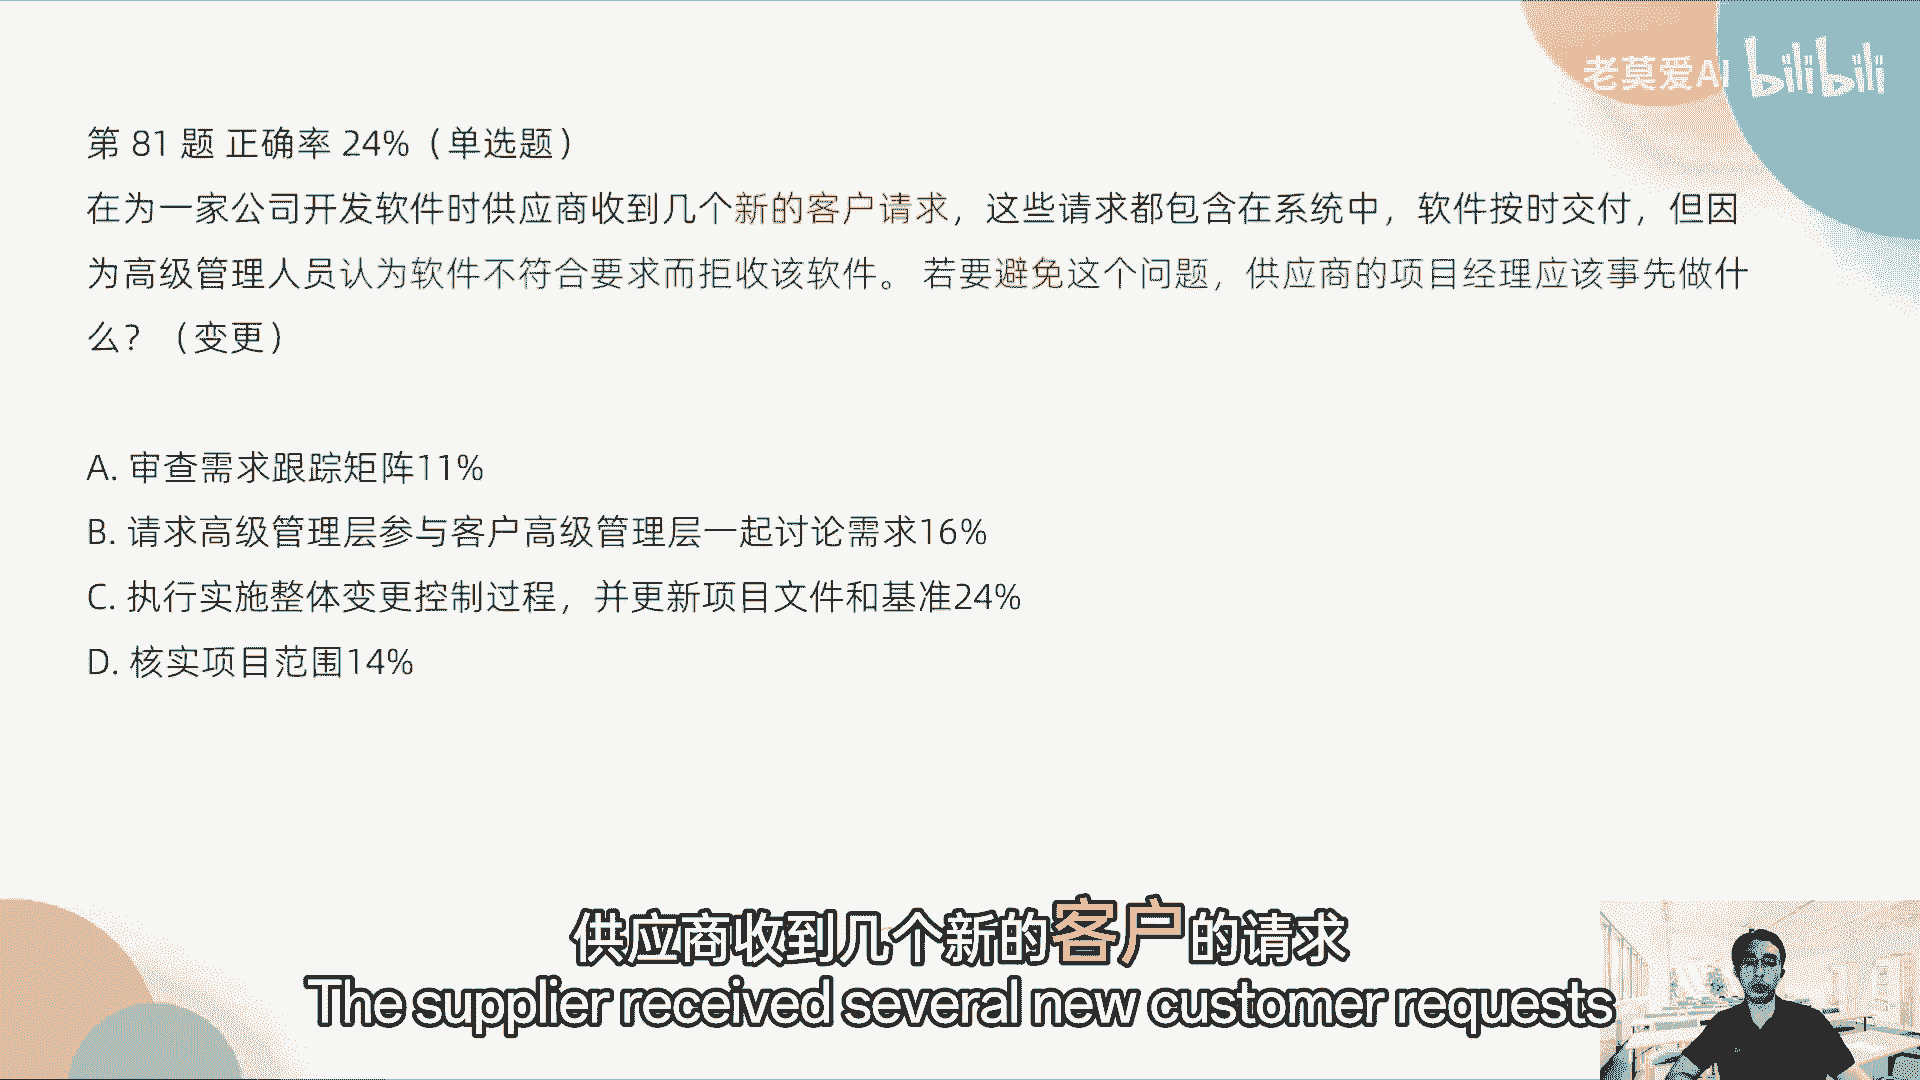 老莫爱AI bilibili
第 81 题 正确率 24%（单选题）
在为一家公司开发软件时供应商收到几个新的客户请求，这些请求都包含在系统中，软件按时交付，但因
为高级管理人员认为软件不符合要求而拒收该软件。 若要避免这个问题，供应商的项目经理应该事先做什
么？（变更）
A. 审查需求跟踪矩阵11%
B. 请求高级管理层参与客户高级管理层一起讨论需求16%
C. 执行实施整体变更控制过程，并更新项目文件和基准24%
D. 核实项目范围14%
供应商收到几个新的客户的请求
The supplier received several new customer requests